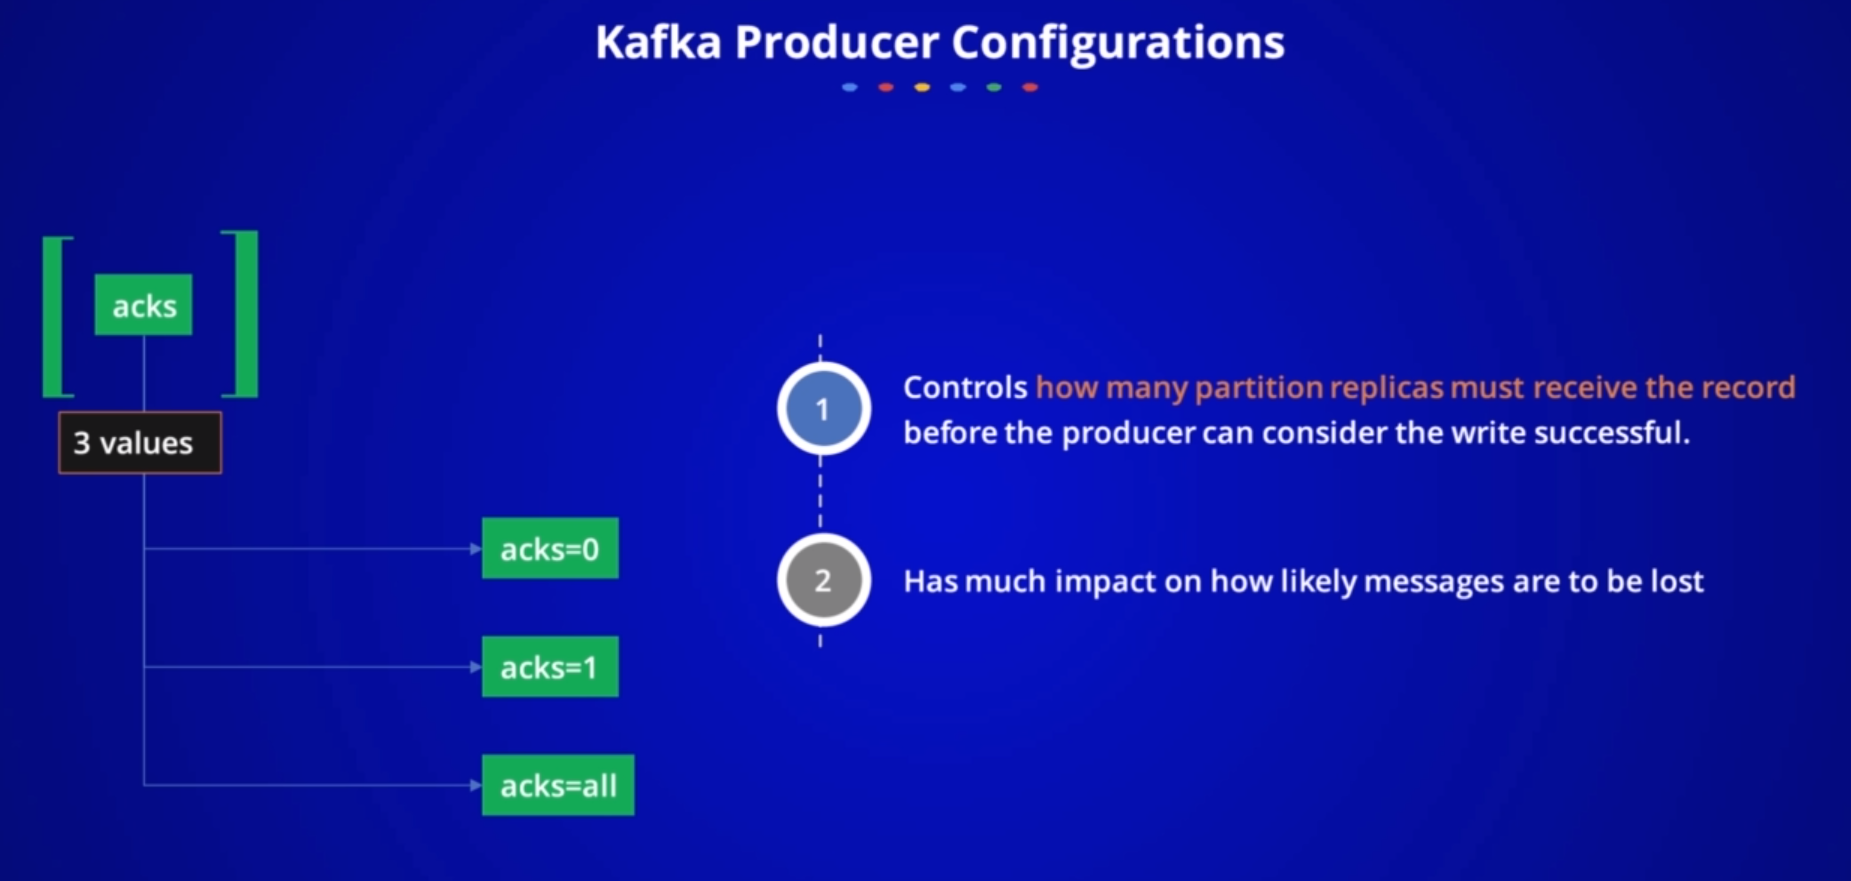 Kafka Producer Configurations
acks
3 values
acks=0
acks=1
acks=all
1
Controls how many partition replicas must receive the record
before the producer can consider the write successful.
2
Has much impact on how likely messages are to be lost